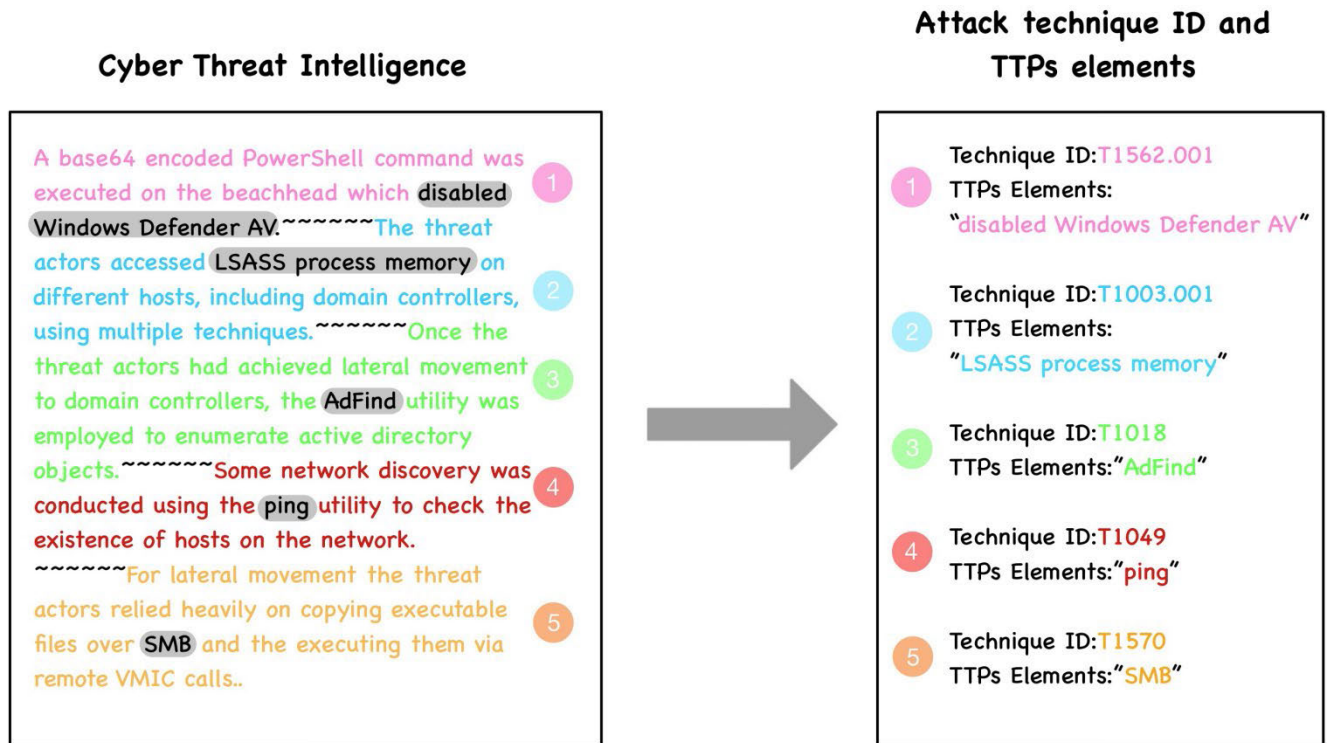 Cyber Threat Intelligence
A base64 encoded PowerShell command was
executed on the beachhead which disabled
Windows Defender AV.~~~~~~The threat
actors accessed LSASS process memory on
different hosts, including domain controllers,
using multiple techniques.~~~~~~Once the
threat actors had achieved lateral movement
to domain controllers, the AdFind utility was
employed to enumerate active directory
objects.~~~~~~Some network discovery was
conducted using the ping utility to check the
existence of hosts on the network.
~~~~~~For lateral movement the threat
actors relied heavily on copying executable
files over SMB and the executing them via
remote VMIC calls..
1
2
3
4
5
Attack technique ID and
TTPs elements
1
Technique ID:T1562.001
TTPs Elements:
"disabled Windows Defender AV"
2
Technique ID:T1003.001
TTPs Elements:
"LSASS process memory"
3
Technique ID:T1018
TTPs Elements:"AdFind"
4
Technique ID:T1049
TTPs Elements:"ping"
5
Technique ID:T1570
TTPs Elements:"SMB"